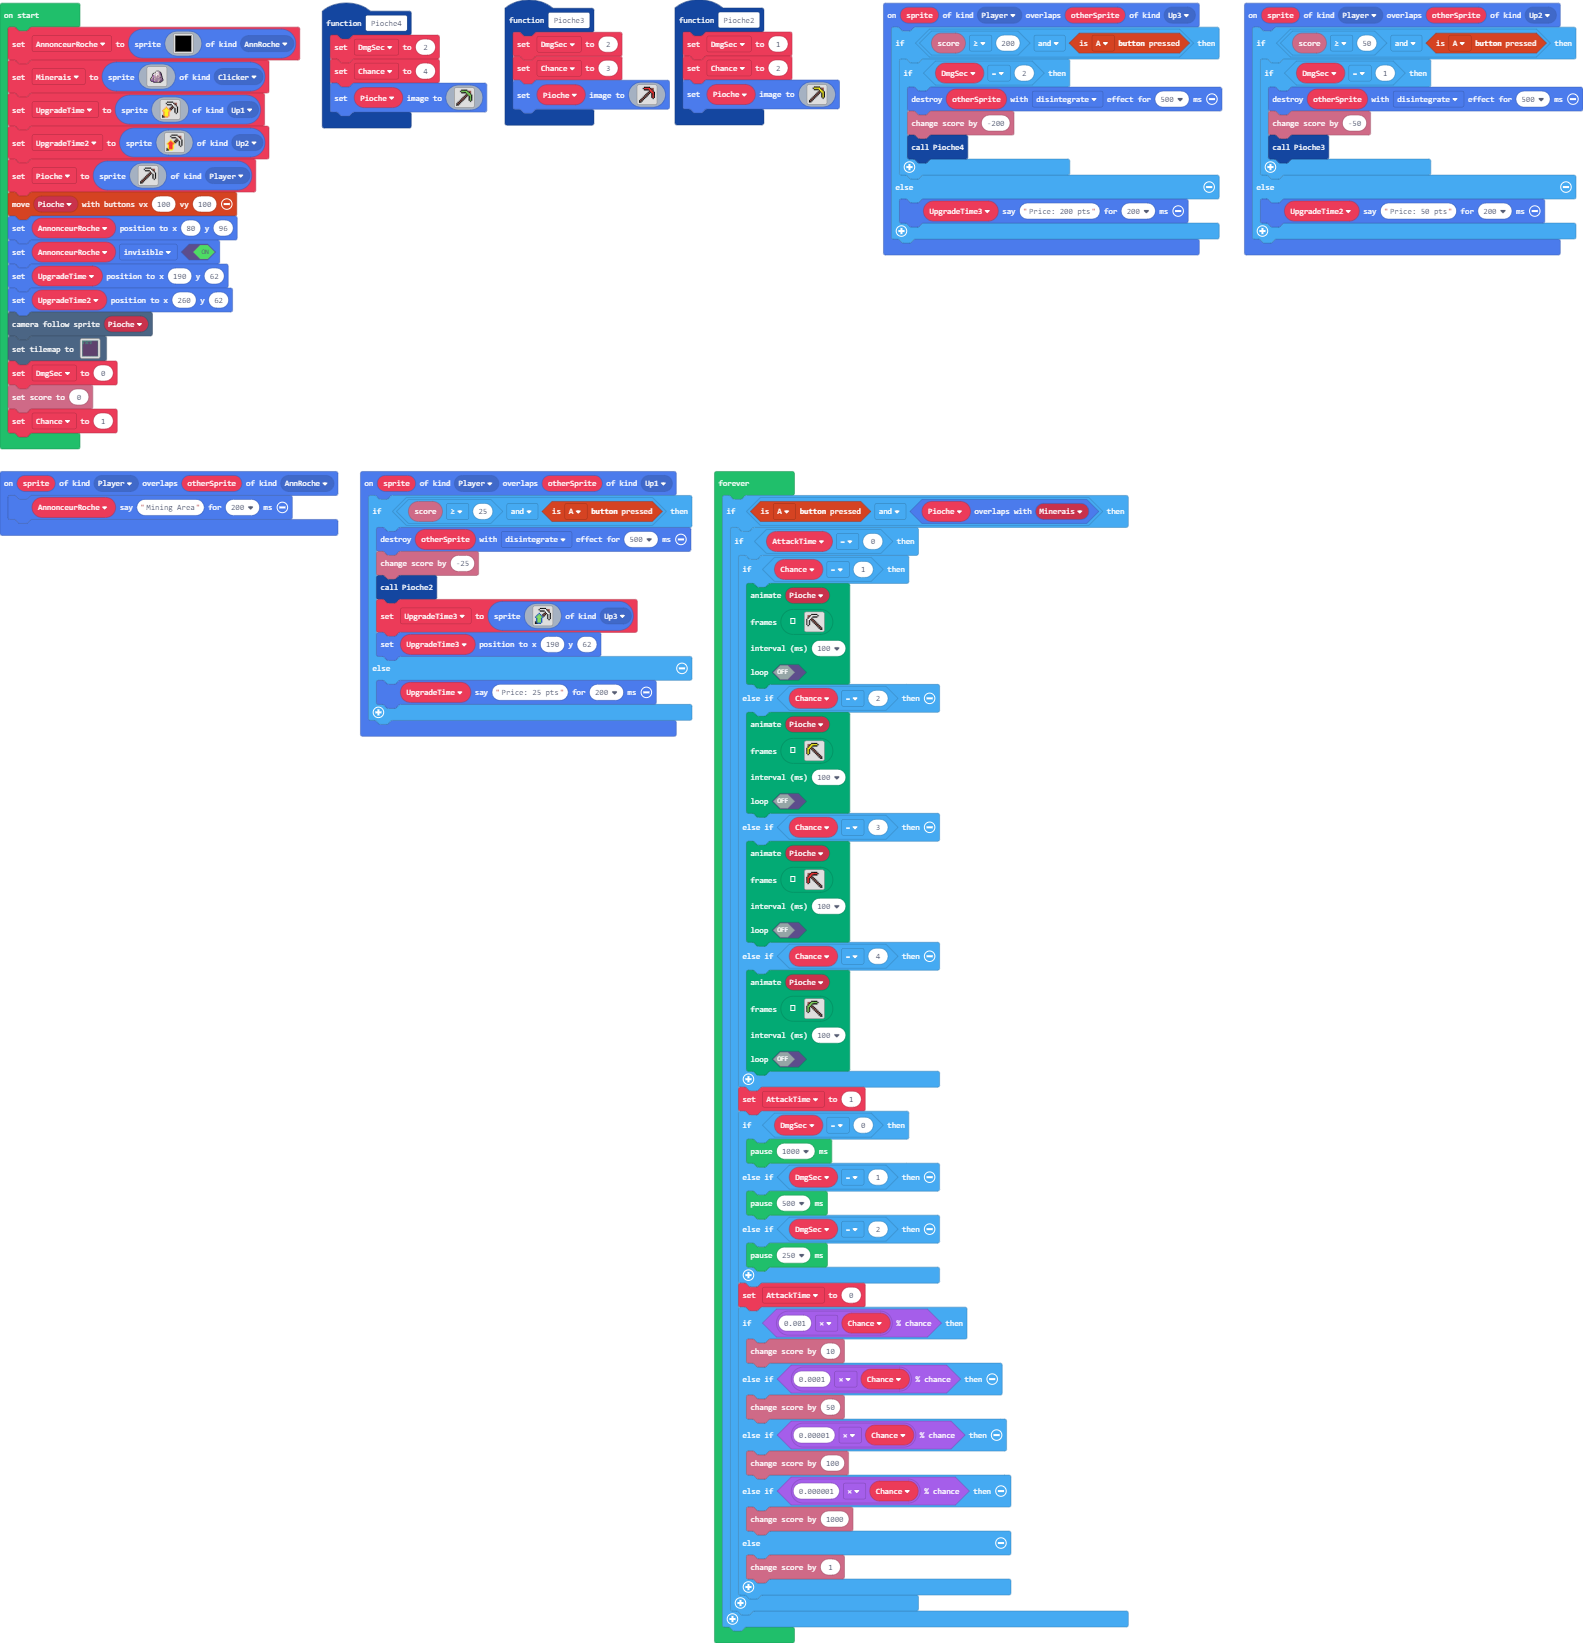 on start
set AnnonceurRoche to sprite of kind AnnRoche
set Minerais to sprite of kind Clicker
set UpgradeTime to sprite of kind Up1
set UpgradeTime2 to sprite of kind Up2
set Pioche to sprite of kind Player
move Pioche with buttons vx 100 vy 100
set AnnonceurRoche position to x 80 y 96
set AnnonceurRoche invisible ON
set UpgradeTime position to x 190 y 62
set UpgradeTime2 position to x 260 y 62
camera follow sprite Pioche
set tilemap to
set DmgSec to 0
set score to 0
set Chance to 1
function Pioche4
set DmgSec to 2
set Chance to 4
set Pioche image to
function Pioche3
set DmgSec to 2
set Chance to 3
set Pioche image to
function Pioche2
set DmgSec to 1
set Chance to 2
set Pioche image to
on sprite of kind Player overlaps otherSprite of kind Up3
if score ≥ 200 and is A button pressed then
if DmgSec = 2 then
destroy otherSprite with disintegrate effect for 500 ms
change score by -200
call Pioche4
else
UpgradeTime3 say "Price: 200 pts" for 200 ms
on sprite of kind Player overlaps otherSprite of kind Up2
if score ≥ 50 and is A button pressed then
if DmgSec = 1 then
destroy otherSprite with disintegrate effect for 500 ms
change score by -50
call Pioche3
else
UpgradeTime2 say "Price: 50 pts" for 200 ms
on sprite of kind Player overlaps otherSprite of kind AnnRoche
AnnonceurRoche say "Mining Area" for 200 ms
on sprite of kind Player overlaps otherSprite of kind Up1
if score ≥ 25 and is A button pressed then
destroy otherSprite with disintegrate effect for 500 ms
change score by -25
call Pioche2
set UpgradeTime3 to sprite of kind Up3
set UpgradeTime3 position to x 190 y 62
else
UpgradeTime say "Price: 25 pts" for 200 ms
forever
if is A button pressed and Pioche overlaps with Minerais then
if AttackTime = 0 then
if Chance = 1 then
animate Pioche
frames
interval (ms) 100
loop OFF
else if Chance = 2 then
animate Pioche
frames
interval (ms) 100
loop OFF
else if Chance = 3 then
animate Pioche
frames
interval (ms) 100
loop OFF
else if Chance = 4 then
animate Pioche
frames
interval (ms) 100
loop OFF
set AttackTime to 1
if DmgSec = 0 then
pause 1000 ms
else if DmgSec = 1 then
pause 500 ms
else if DmgSec = 2 then
pause 250 ms
set AttackTime to 0
if 0.001 × Chance % chance then
change score by 10
else if 0.0001 × Chance % chance then
change score by 50
else if 0.00001 × Chance % chance then
change score by 100
else if 0.000001 × Chance % chance then
change score by 1000
else
change score by 1